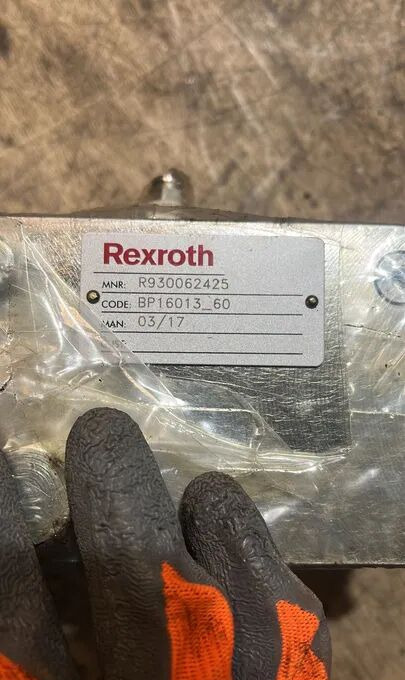 Rexroth
MNR: R930062425
CODE: BP16013_60
MAN: 03/17